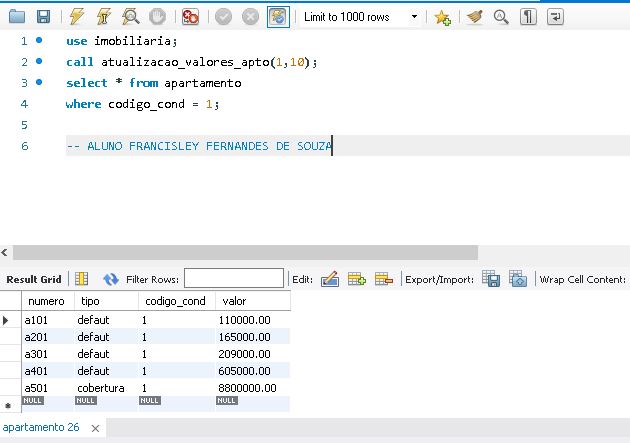 Limit to 1000 rows
1 use imobiliaria;
2 call atualizacao_valores_apto(1,10);
3 select * from apartamento
4 where codigo_cond = 1;
5
6 -- ALUNO FRANCISLEY FERNANDES DE SOUZA
Result Grid Filter Rows: Edit: Export/Import: Wrap Cell Content:
numero tipo codigo_cond valor
a101 defaut 1 110000.00
a201 defaut 1 165000.00
a301 defaut 1 209000.00
a401 defaut 1 605000.00
a501 cobertura 1 8800000.00
NULL NULL NULL NULL
apartamento 26